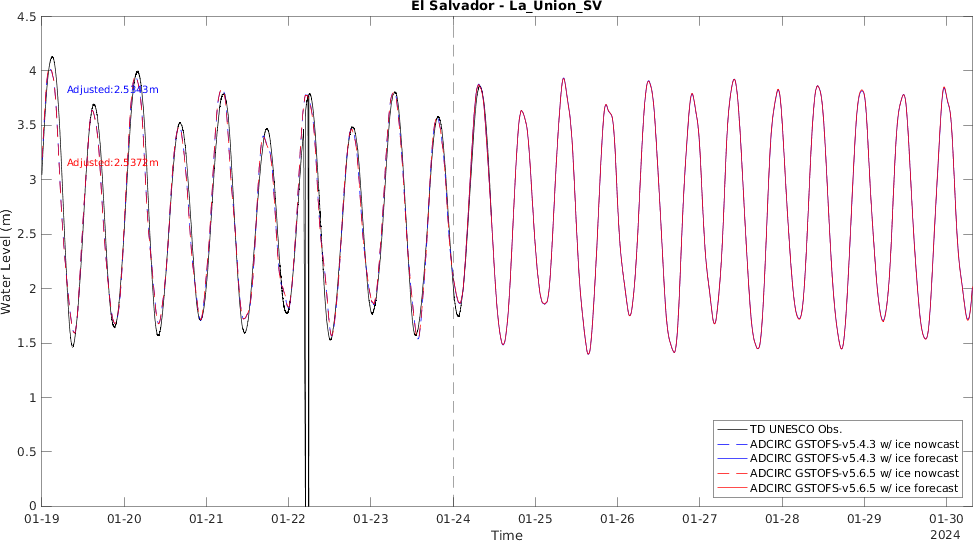 El Salvador - La_Union_SV
4.5
4
3.5
3
2.5
2
1.5
1
0.5
0
Water Level (m)
Adjusted:2.5343m
Adjusted:2.5372m
TD UNESCO Obs.
ADCIRC GSTOFS-v5.4.3 w/ ice nowcast
ADCIRC GSTOFS-v5.4.3 w/ ice forecast
ADCIRC GSTOFS-v5.6.5 w/ ice nowcast
ADCIRC GSTOFS-v5.6.5 w/ ice forecast
01-19 01-20 01-21 01-22 01-23 01-24 01-25 01-26 01-27 01-28 01-29 01-30
Time
2024